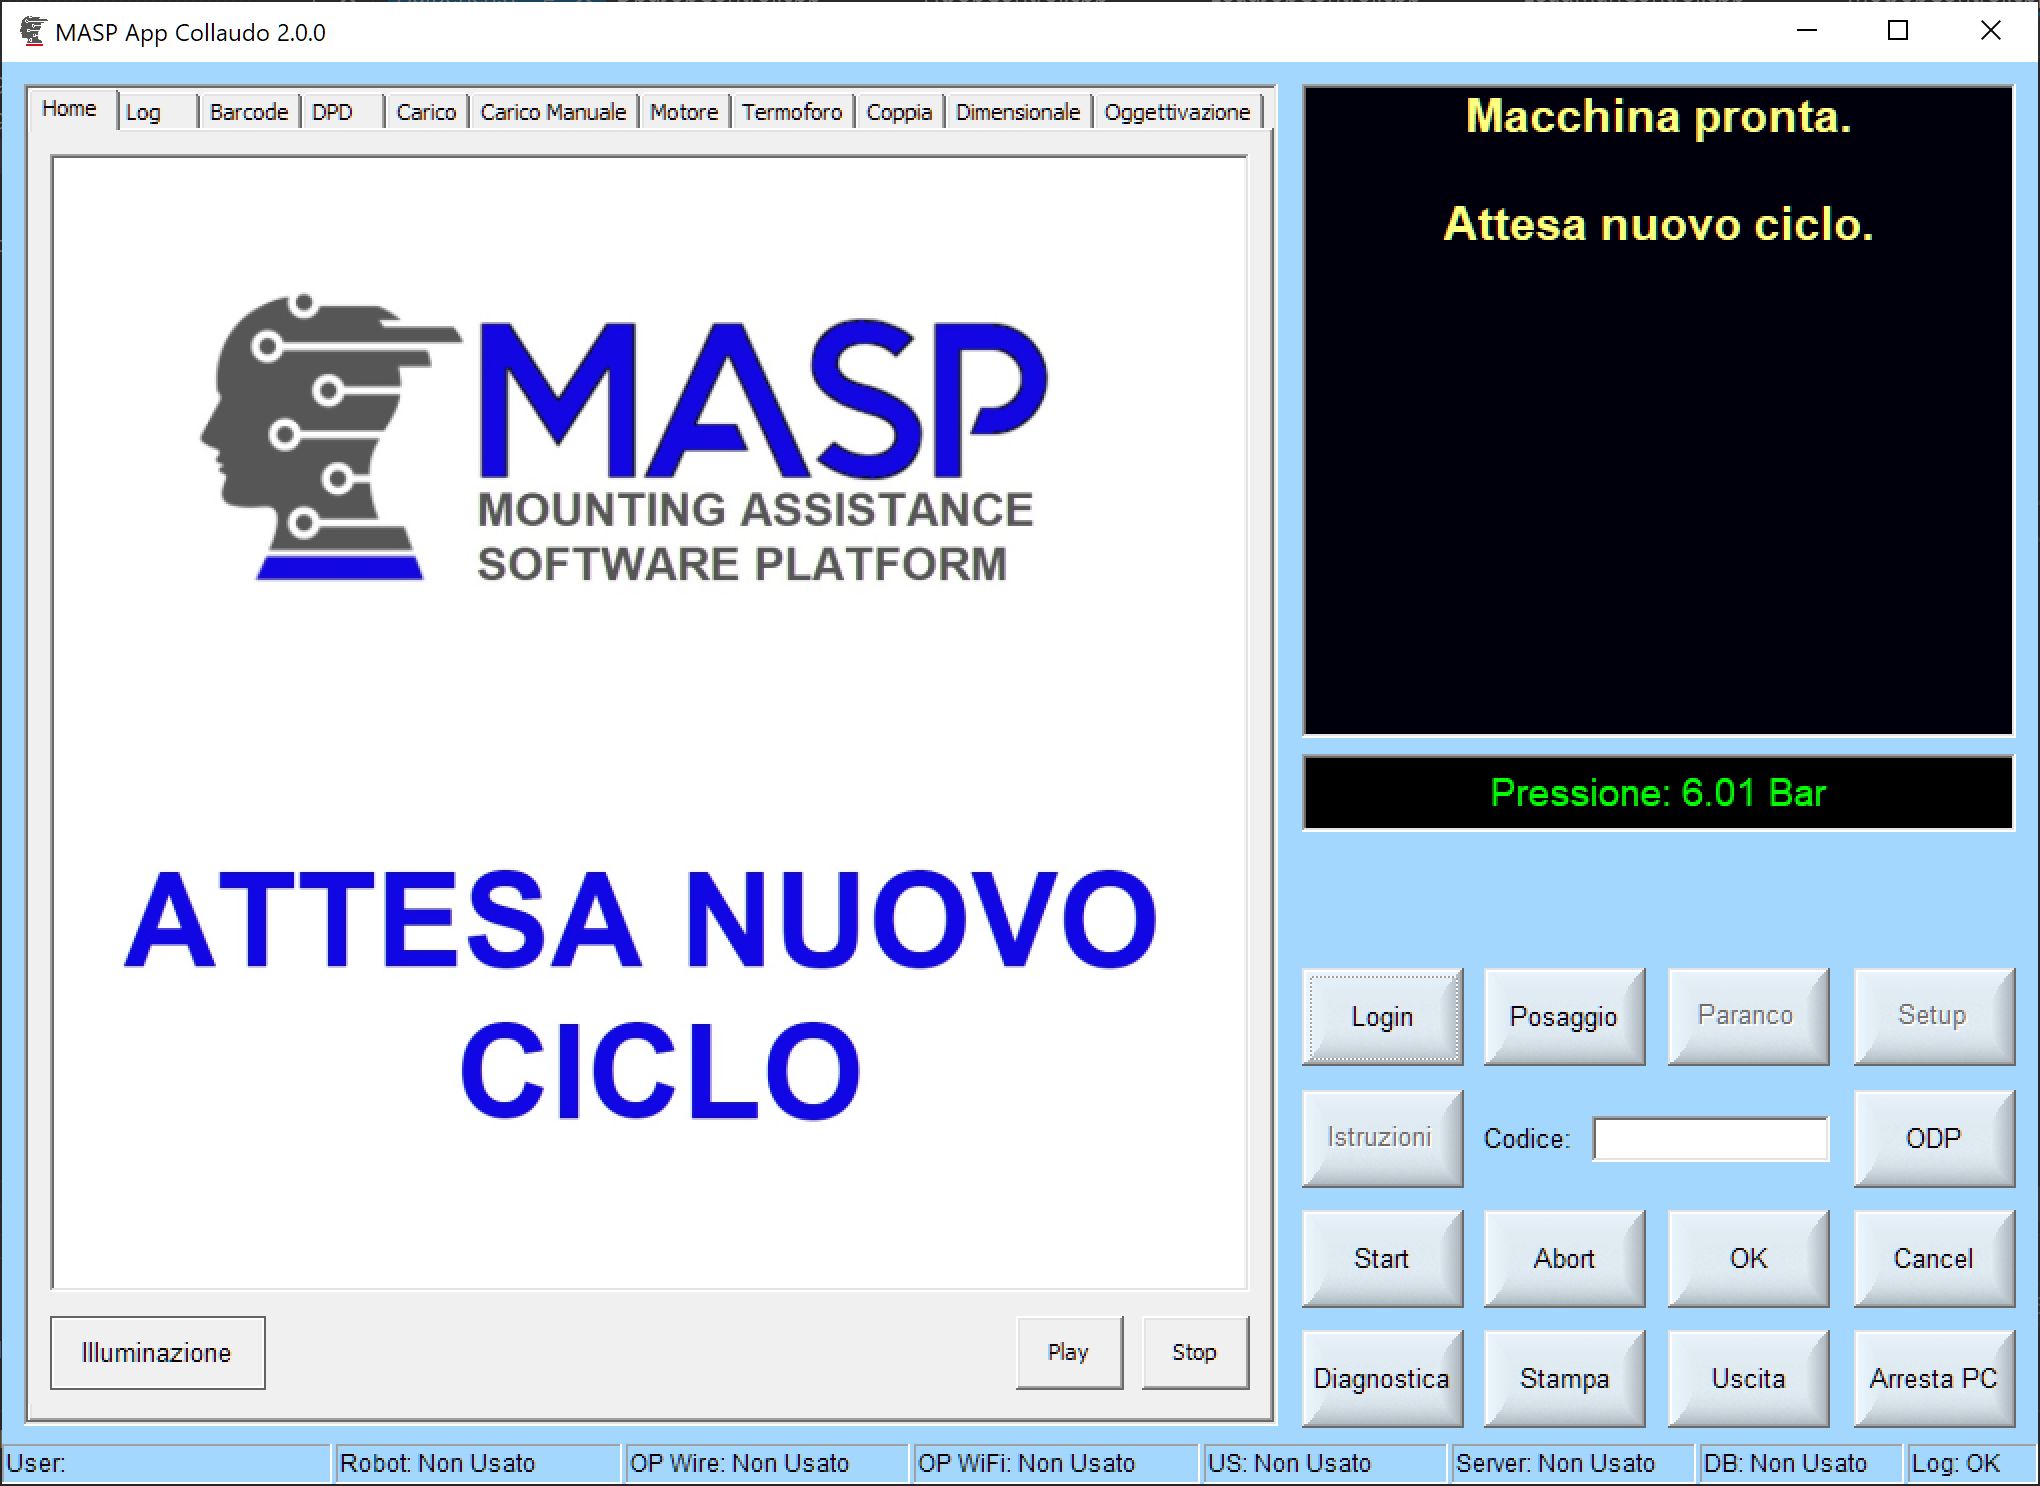 MASP App Collaudo 2.0.0
Home Log Barcode DPD Carico Carico Manuale Motore Termoforo Coppia Dimensionale Oggettivazione
MASP
MOUNTING ASSISTANCE
SOFTWARE PLATFORM
ATTESA NUOVO
CICLO
Illuminazione Play Stop
Macchina pronta.
Attesa nuovo ciclo.
Pressione: 6.01 Bar
Login Posaggio Paranco Setup
Istruzioni Codice: ODP
Start Abort OK Cancel
Diagnostica Stampa Uscita Arresta PC
User: Robot: Non Usato OP Wire: Non Usato OP WiFi: Non Usato US: Non Usato Server: Non Usato DB: Non Usato Log: OK